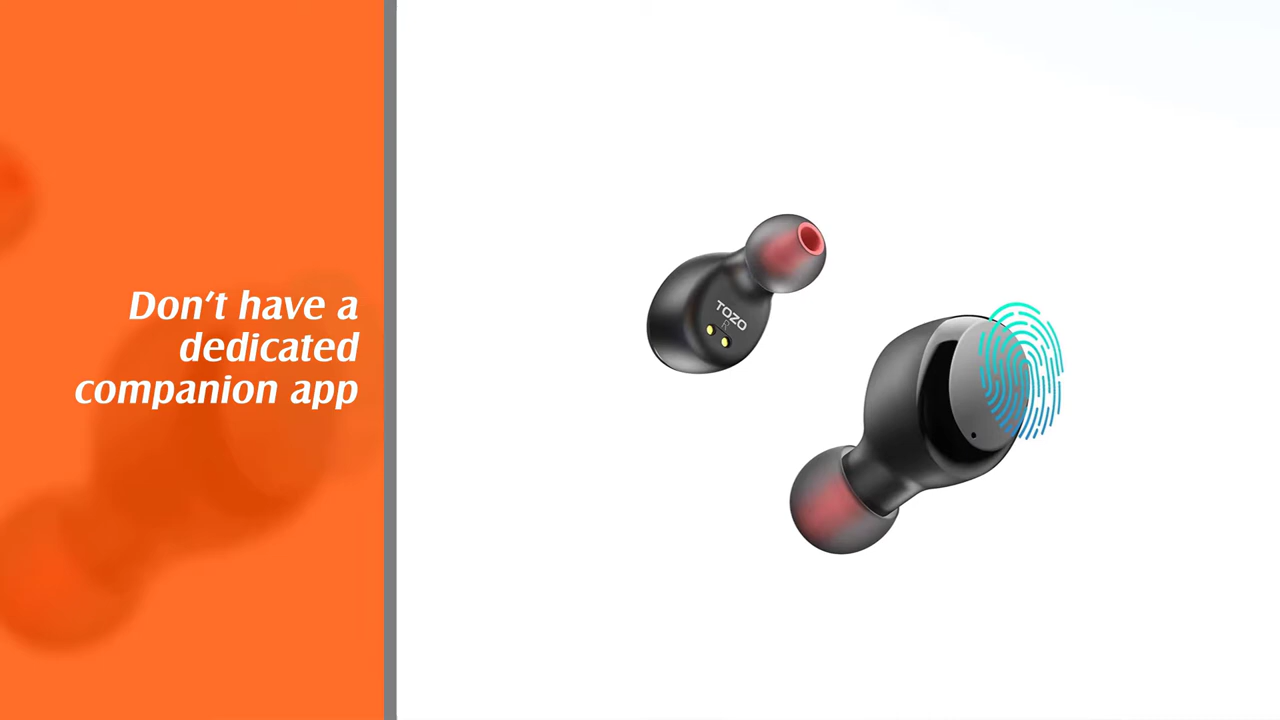 Don't have a
dedicated
companion app
TOZO
R